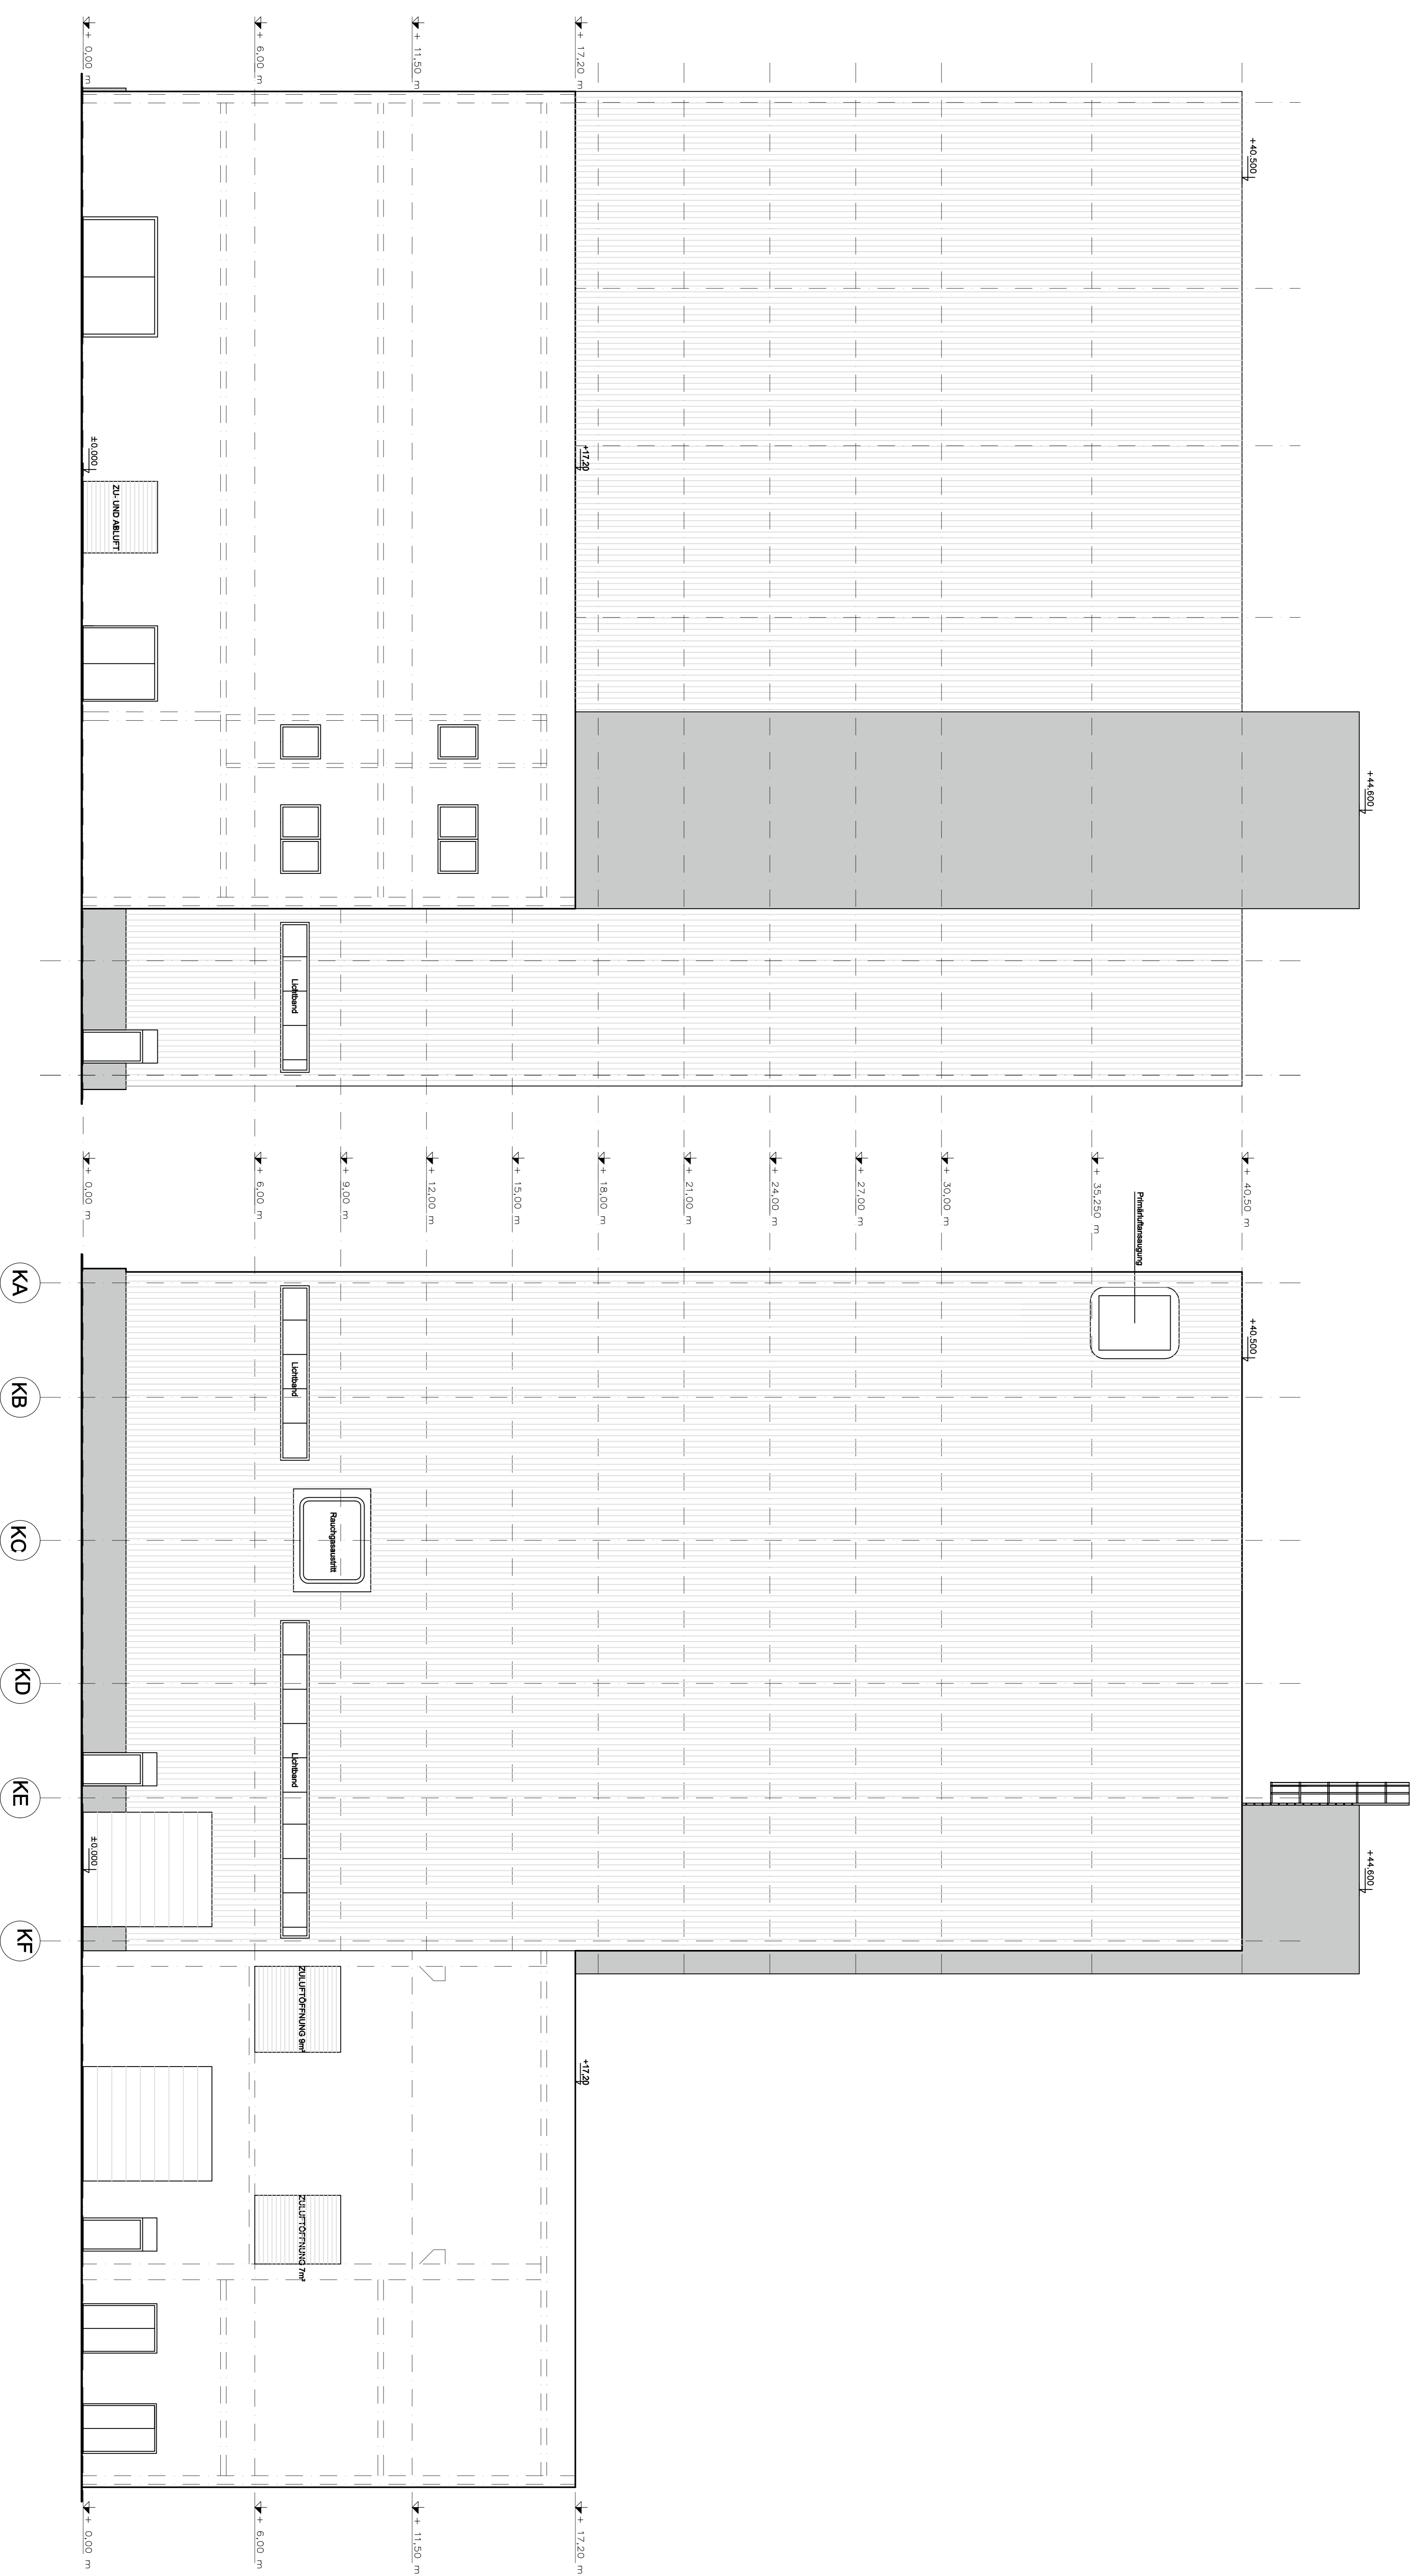 + 0,00 m
+ 6,00 m
+ 11,50 m
+ 17,20 m
+40.500
±0.000
+17,20
ZU- UND ABLUFT
+44.600
Lichtband
+ 0,00 m
+ 6,00 m
+ 9,00 m
+ 12,00 m
+ 15,00 m
+ 18,00 m
+ 21,00 m
+ 24,00 m
+ 27,00 m
+ 30,00 m
+ 35,250 m
+ 40,50 m
Primärluftansaugung
KA
+40.500
Lichtband
KB
Rauchgasaustritt
KC
KD
Lichtband
KE
±0.000
+44.600
KF
ZULUFTÖFFNUNG 9m²
+17,20
ZULUFTÖFFNUNG 7m²
+ 0,00 m
+ 6,00 m
+ 11,50 m
+ 17,20 m